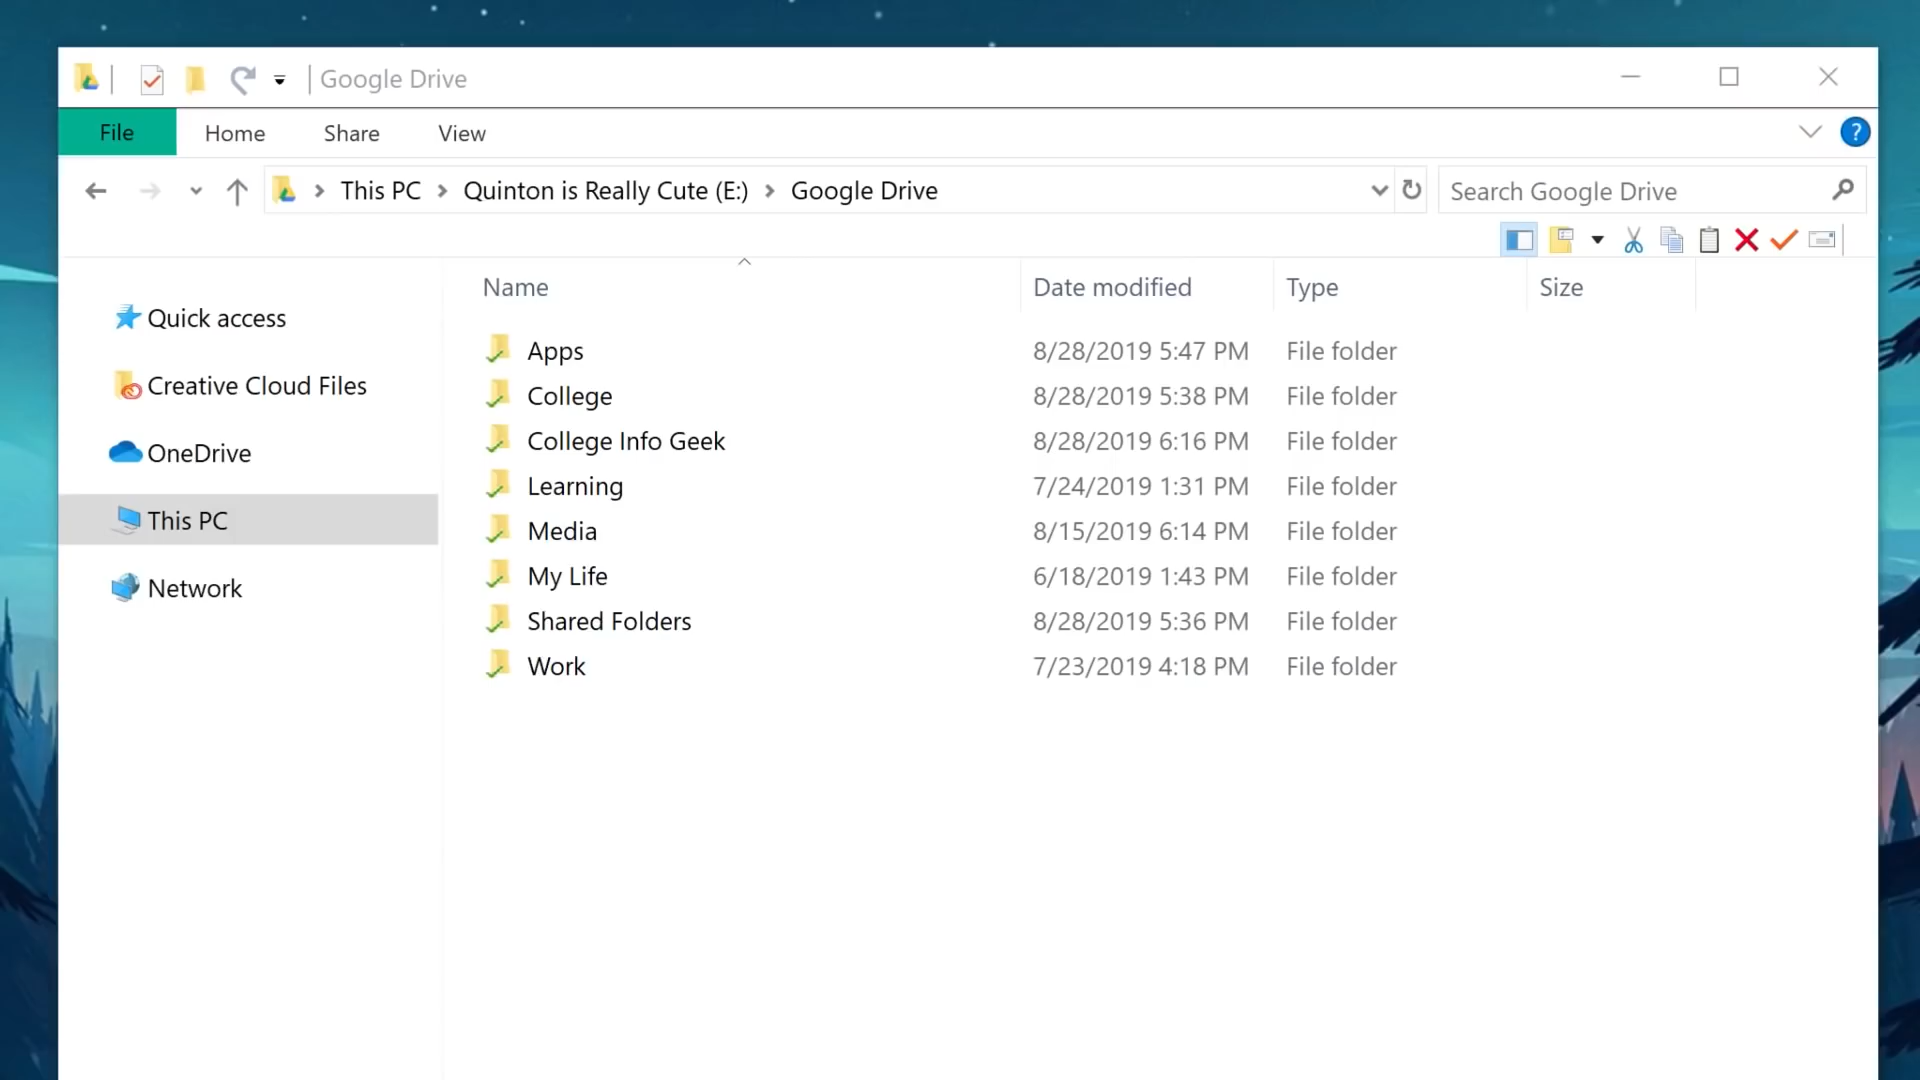 Google Drive
File Home Share View ?
This PC Quinton is Really Cute (E:) Google Drive Search Google Drive
Name Date modified Type Size
Quick access
Creative Cloud Files
OneDrive
This PC
Network
Apps 8/28/2019 5:47 PM File folder
College 8/28/2019 5:38 PM File folder
College Info Geek 8/28/2019 6:16 PM File folder
Learning 7/24/2019 1:31 PM File folder
Media 8/15/2019 6:14 PM File folder
My Life 6/18/2019 1:43 PM File folder
Shared Folders 8/28/2019 5:36 PM File folder
Work 7/23/2019 4:18 PM File folder